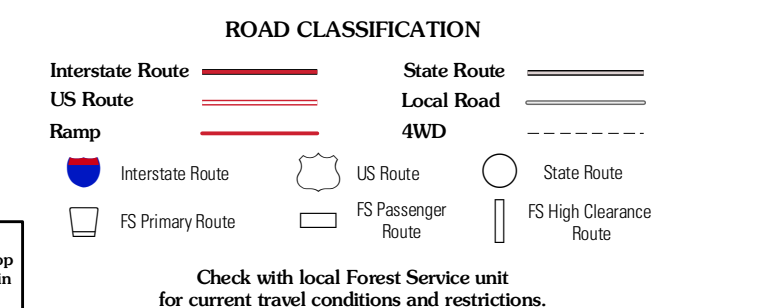 ROAD CLASSIFICATION
Interstate Route
State Route
US Route
Local Road
Ramp
4WD
Interstate Route
US Route
State Route
FS Primary Route
FS Passenger
Route
FS High Clearance
Route
Check with local Forest Service unit
for current travel conditions and restrictions.